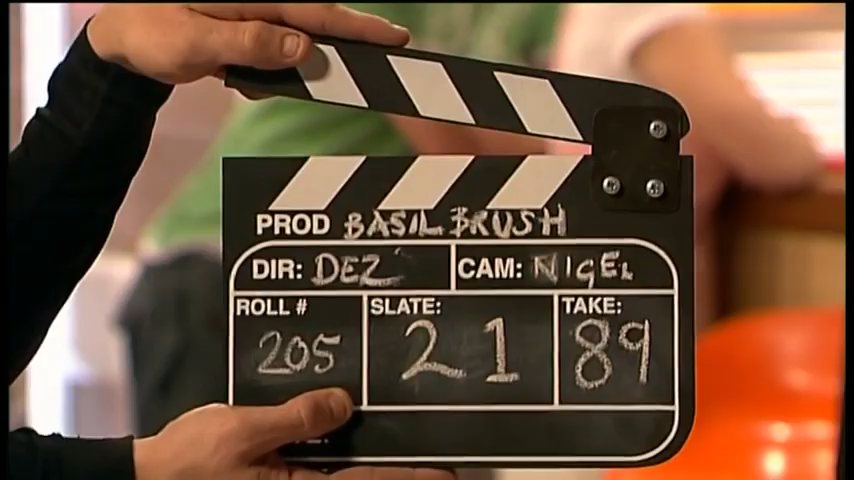 PROD BASIL BRUSH
DIR: DEZ CAM: NIGEL
ROLL # SLATE: TAKE:
205 21 89